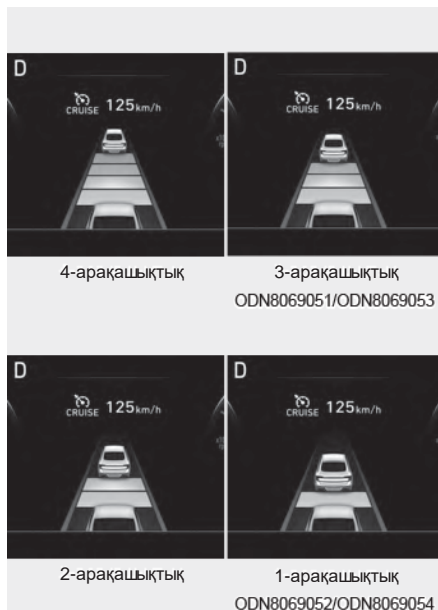 D D
CRUISE 125km/h CRUISE 125km/h
4-арақашықтық 3-арақашықтық
ODN8069051/ODN8069053
D D
CRUISE 125km/h CRUISE 125km/h
2-арақашықтық 1-арақашықтық
ODN8069052/ODN8069054